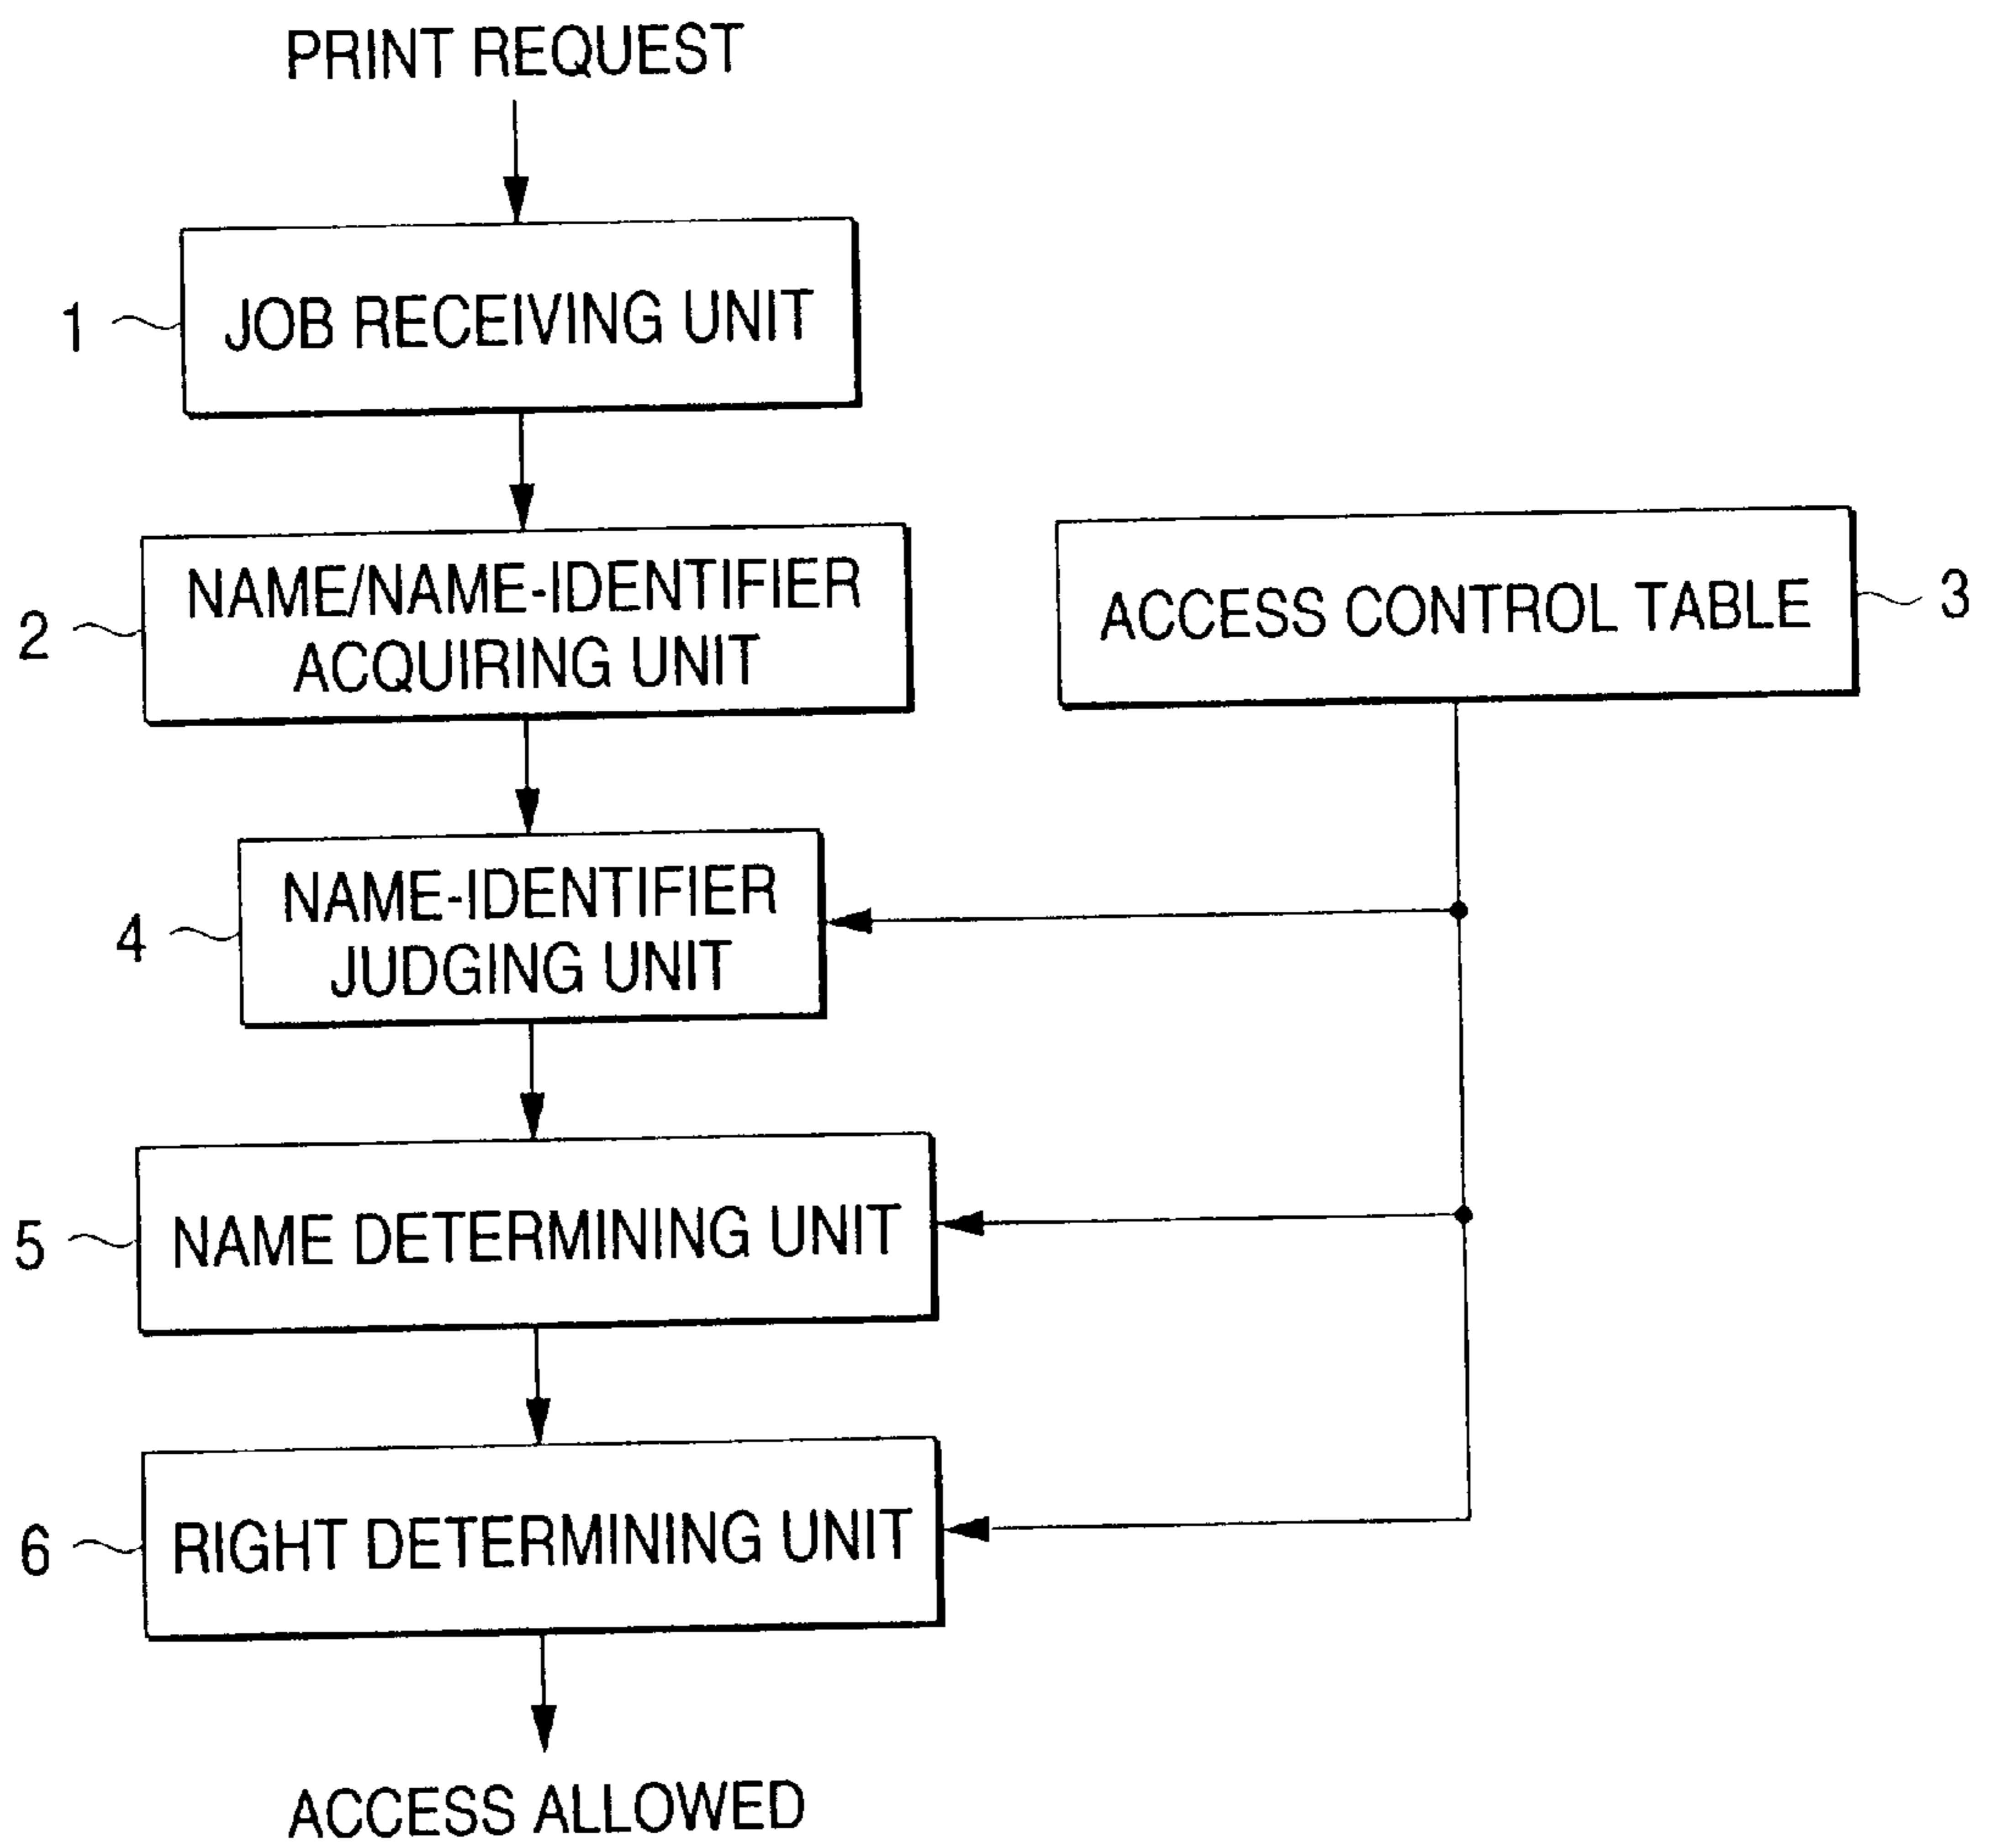 PRINT REQUEST
1
JOB RECEIVING UNIT
2
NAME/NAME-IDENTIFIER
ACQUIRING UNIT
ACCESS CONTROL TABLE
3
4
NAME-IDENTIFIER
JUDGING UNIT
5
NAME DETERMINING UNIT
6
RIGHT DETERMINING UNIT
ACCESS ALLOWED